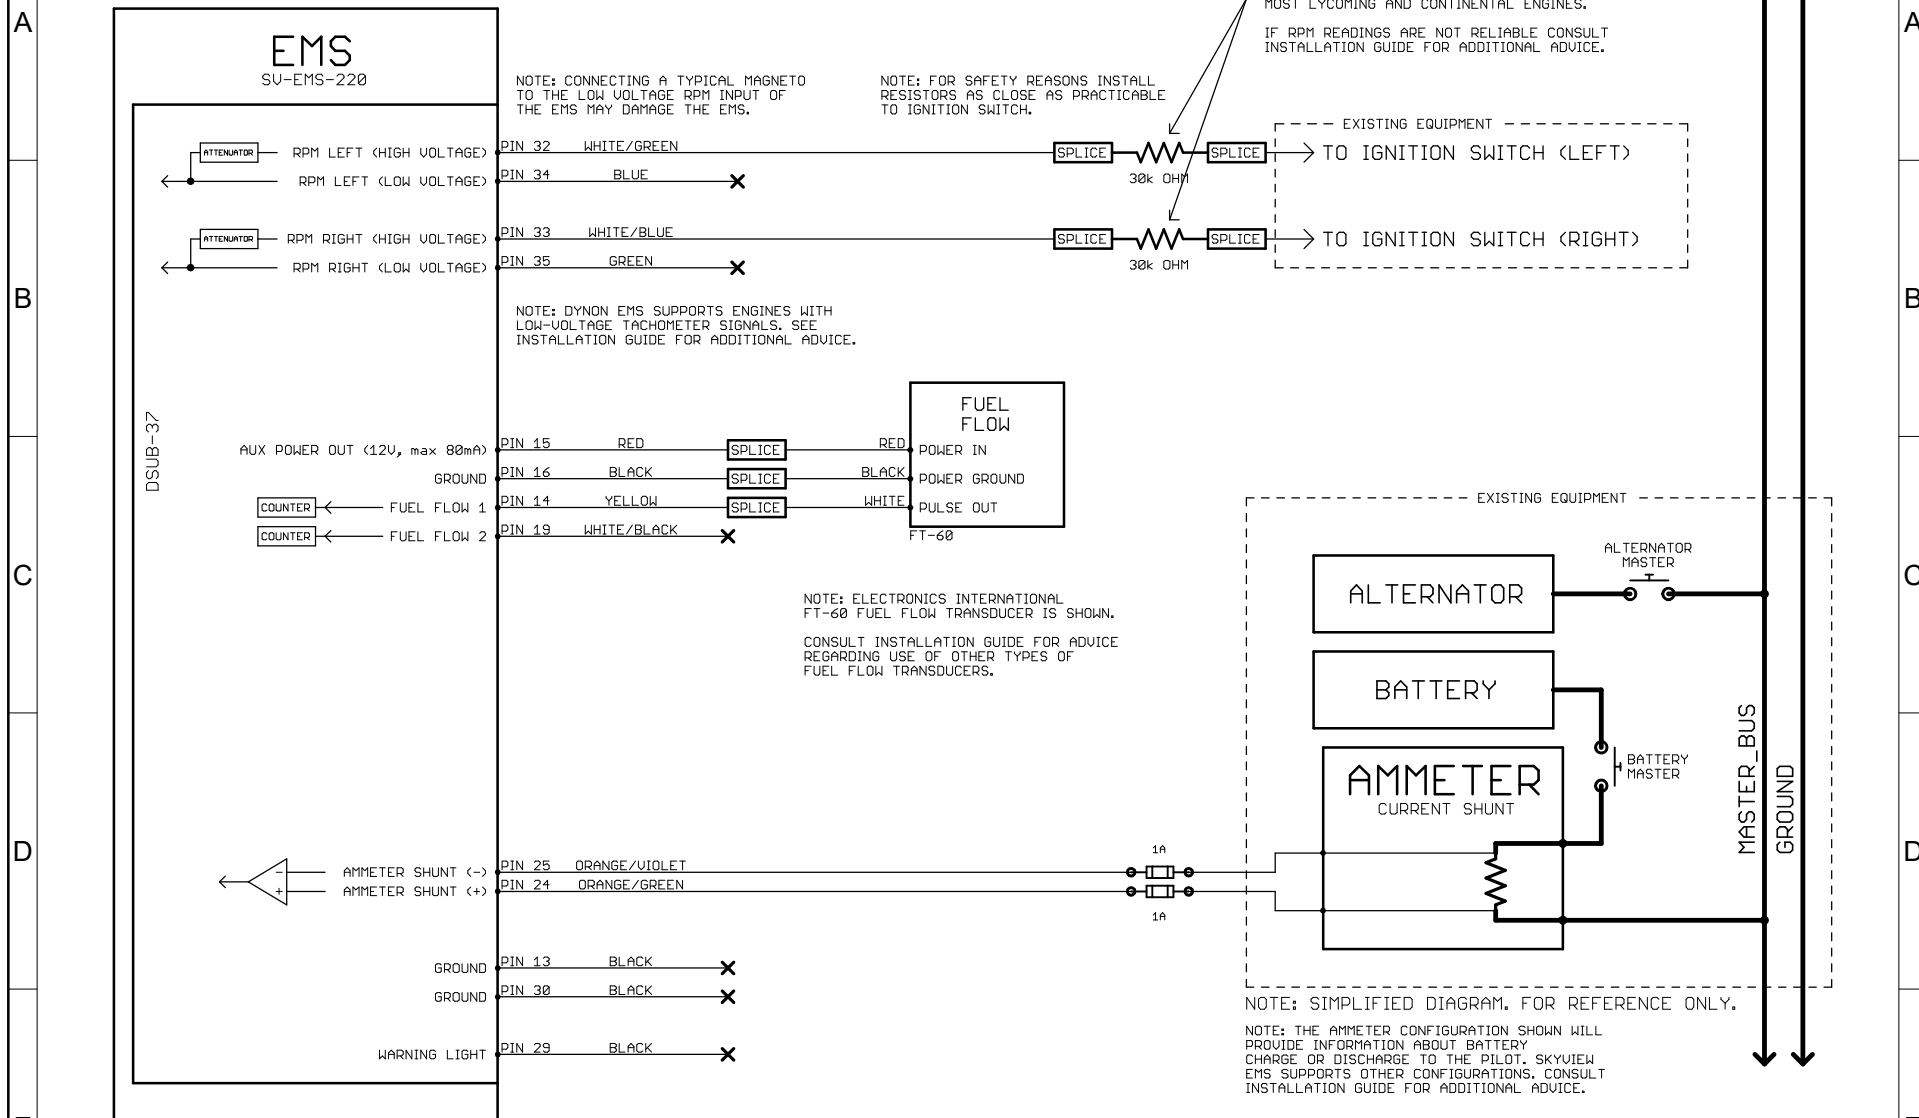 A
A
MOST LYCOMING AND CONTINENTAL ENGINES.
IF RPM READINGS ARE NOT RELIABLE CONSULT
INSTALLATION GUIDE FOR ADDITIONAL ADVICE.
EMS
SV-EMS-220
NOTE: CONNECTING A TYPICAL MAGNETO
TO THE LOW VOLTAGE RPM INPUT OF
THE EMS MAY DAMAGE THE EMS.
NOTE: FOR SAFETY REASONS INSTALL
RESISTORS AS CLOSE AS PRACTICABLE
TO IGNITION SWITCH.
EXISTING EQUIPMENT
ATTENUATOR RPM LEFT (HIGH VOLTAGE) PIN 32 WHITE/GREEN SPLICE SPLICE TO IGNITION SWITCH (LEFT)
30k OHM
RPM LEFT (LOW VOLTAGE) PIN 34 BLUE
ATTENUATOR RPM RIGHT (HIGH VOLTAGE) PIN 33 WHITE/BLUE SPLICE SPLICE TO IGNITION SWITCH (RIGHT)
30k OHM
RPM RIGHT (LOW VOLTAGE) PIN 35 GREEN
B
B
NOTE: DYNON EMS SUPPORTS ENGINES WITH
LOW-VOLTAGE TACHOMETER SIGNALS. SEE
INSTALLATION GUIDE FOR ADDITIONAL ADVICE.
DSUB-37
FUEL
FLOW
AUX POWER OUT (12V, max 80mA) PIN 15 RED SPLICE RED POWER IN
GROUND PIN 16 BLACK SPLICE BLACK POWER GROUND
COUNTER FUEL FLOW 1 PIN 14 YELLOW SPLICE WHITE PULSE OUT
COUNTER FUEL FLOW 2 PIN 19 WHITE/BLACK
FT-60
EXISTING EQUIPMENT
C
C
NOTE: ELECTRONICS INTERNATIONAL
FT-60 FUEL FLOW TRANSDUCER IS SHOWN.
CONSULT INSTALLATION GUIDE FOR ADVICE
REGARDING USE OF OTHER TYPES OF
FUEL FLOW TRANSDUCERS.
ALTERNATOR
MASTER
ALTERNATOR
BATTERY
BATTERY
MASTER
MASTER_BUS
GROUND
AMMETER
CURRENT SHUNT
D
D
1A
AMMETER SHUNT (-) PIN 25 ORANGE/VIOLET
AMMETER SHUNT (+) PIN 24 ORANGE/GREEN
1A
-
+
GROUND PIN 13 BLACK
GROUND PIN 30 BLACK
WARNING LIGHT PIN 29 BLACK
NOTE: SIMPLIFIED DIAGRAM. FOR REFERENCE ONLY.
NOTE: THE AMMETER CONFIGURATION SHOWN WILL
PROVIDE INFORMATION ABOUT BATTERY
CHARGE OR DISCHARGE TO THE PILOT. SKYVIEW
EMS SUPPORTS OTHER CONFIGURATIONS. CONSULT
INSTALLATION GUIDE FOR ADDITIONAL ADVICE.